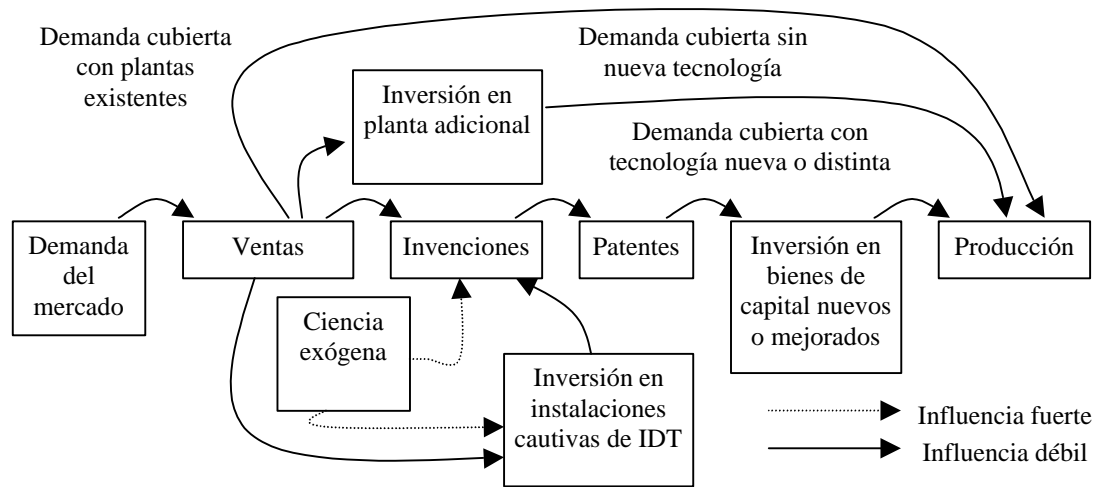 Demanda cubierta
con plantas
existentes
Demanda cubierta sin
nueva tecnología
Inversión en
planta adicional
Demanda cubierta con
tecnología nueva o distinta
Demanda
del
mercado
Ventas
Invenciones
Patentes
Inversión en
bienes de
capital nuevos
o mejorados
Producción
Ciencia
exógena
Inversión en
instalaciones
cautivas de IDT
Influencia fuerte
Influencia débil